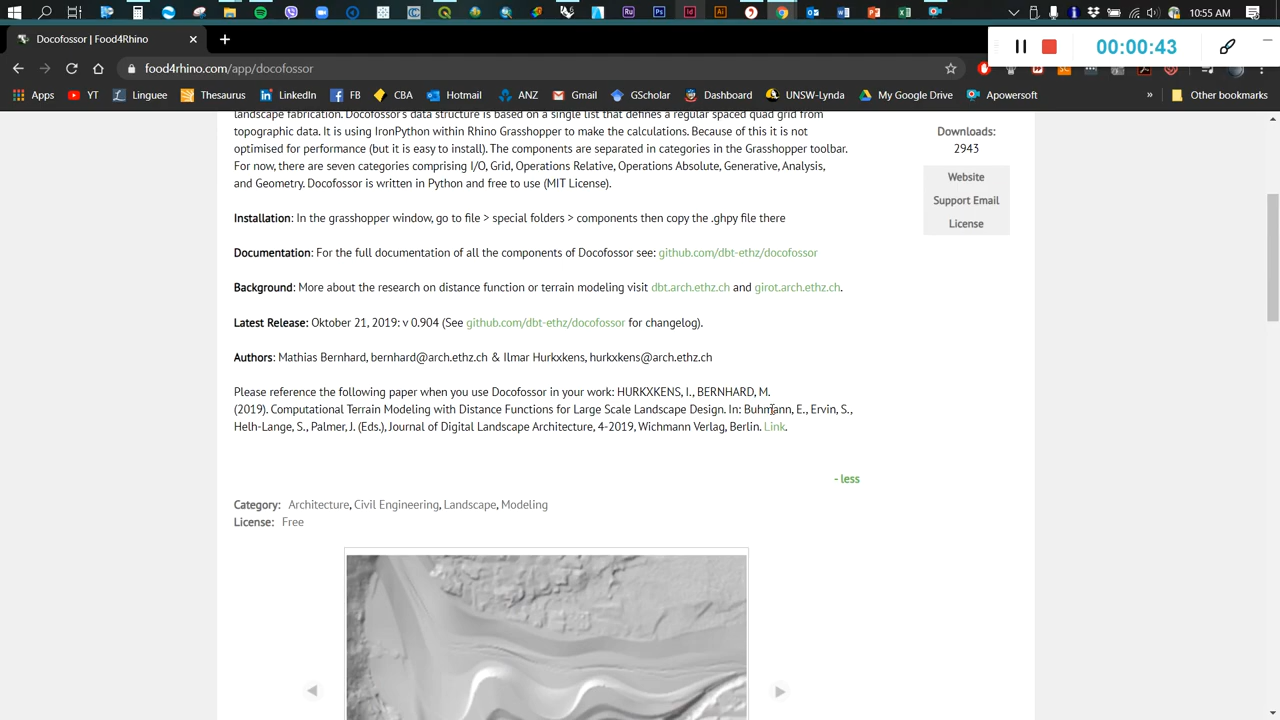 10:55 AM
Docofossor | Food4Rhino
00:00:43
food4rhino.com/app/docofossor
Apps YT Linguee Thesaurus LinkedIn FB CBA Hotmail ANZ Gmail GScholar Dashboard UNSW-Lynda My Google Drive Apowersoft » Other bookmarks
landscape fabrication. Docofossor's data structure is based on a single list that defines a regular spaced quad grid from
topographic data. It is using IronPython within Rhino Grasshopper to make the calculations. Because of this it is not
optimised for performance (but it is easy to install). The components are separated in categories in the Grasshopper toolbar.
For now, there are seven categories comprising I/O, Grid, Operations Relative, Operations Absolute, Generative, Analysis,
and Geometry. Docofossor is written in Python and free to use (MIT License).
Downloads:
2943
Website
Support Email
License
Installation: In the grasshopper window, go to file > special folders > components then copy the .ghpy file there
Documentation: For the full documentation of all the components of Docofossor see: github.com/dbt-ethz/docofossor
Background: More about the research on distance function or terrain modeling visit dbt.arch.ethz.ch and girot.arch.ethz.ch.
Latest Release: Oktober 21, 2019: v 0.904 (See github.com/dbt-ethz/docofossor for changelog).
Authors: Mathias Bernhard, bernhard@arch.ethz.ch & Ilmar Hurkxkens, hurkxkens@arch.ethz.ch
Please reference the following paper when you use Docofossor in your work: HURKXKENS, I., BERNHARD, M.
(2019). Computational Terrain Modeling with Distance Functions for Large Scale Landscape Design. In: Buhmann, E., Ervin, S.,
Helh-Lange, S., Palmer, J. (Eds.), Journal of Digital Landscape Architecture, 4-2019, Wichmann Verlag, Berlin. Link.
- less
Category: Architecture, Civil Engineering, Landscape, Modeling
License: Free